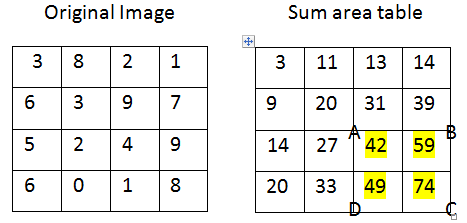 Original Image
Sum area table
3 8 2 1
6 3 9 7
5 2 4 9
6 0 1 8
3 11 13 14
9 20 31 39
A B
14 27 42 59
20 33 49 74
D C